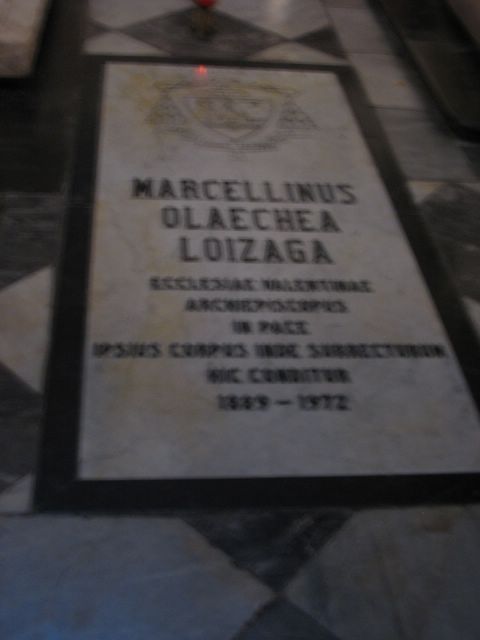 MARCELLINUS
OLAECHEA
LOIZAGA
ECCLESIAE VALENTINAE
ARCHIEPISCOPUS
IN PACE
IPSIUS CORPUS INDE SURRECTURUM
HIC CONDITUR
1889 - 1972